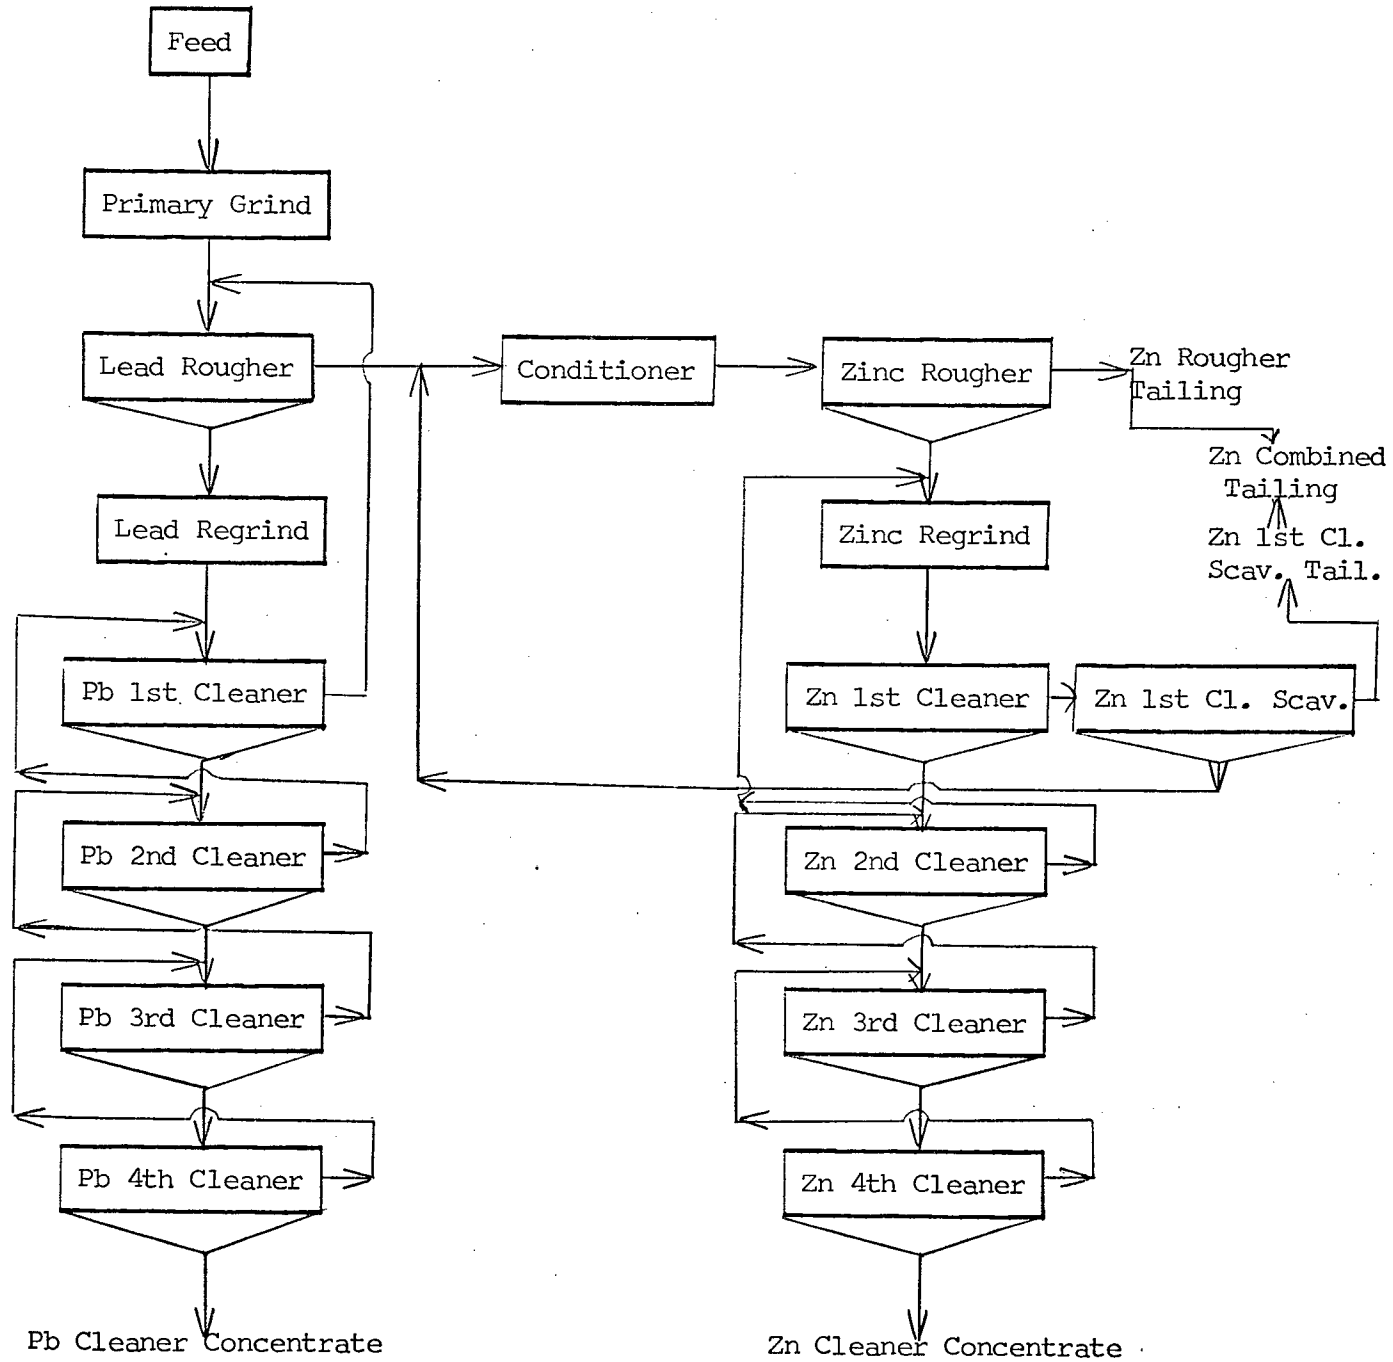 Feed
Primary Grind
Lead Rougher
Conditioner
Zinc Rougher
Zn Rougher
Tailing
Zn Combined
Tailing
Lead Regrind
Zinc Regrind
Zn 1st Cl.
Scav. Tail.
Pb 1st Cleaner
Zn 1st Cleaner
Zn 1st Cl. Scav.
Pb 2nd Cleaner
Zn 2nd Cleaner
Pb 3rd Cleaner
Zn 3rd Cleaner
Pb 4th Cleaner
Zn 4th Cleaner
Pb Cleaner Concentrate
Zn Cleaner Concentrate